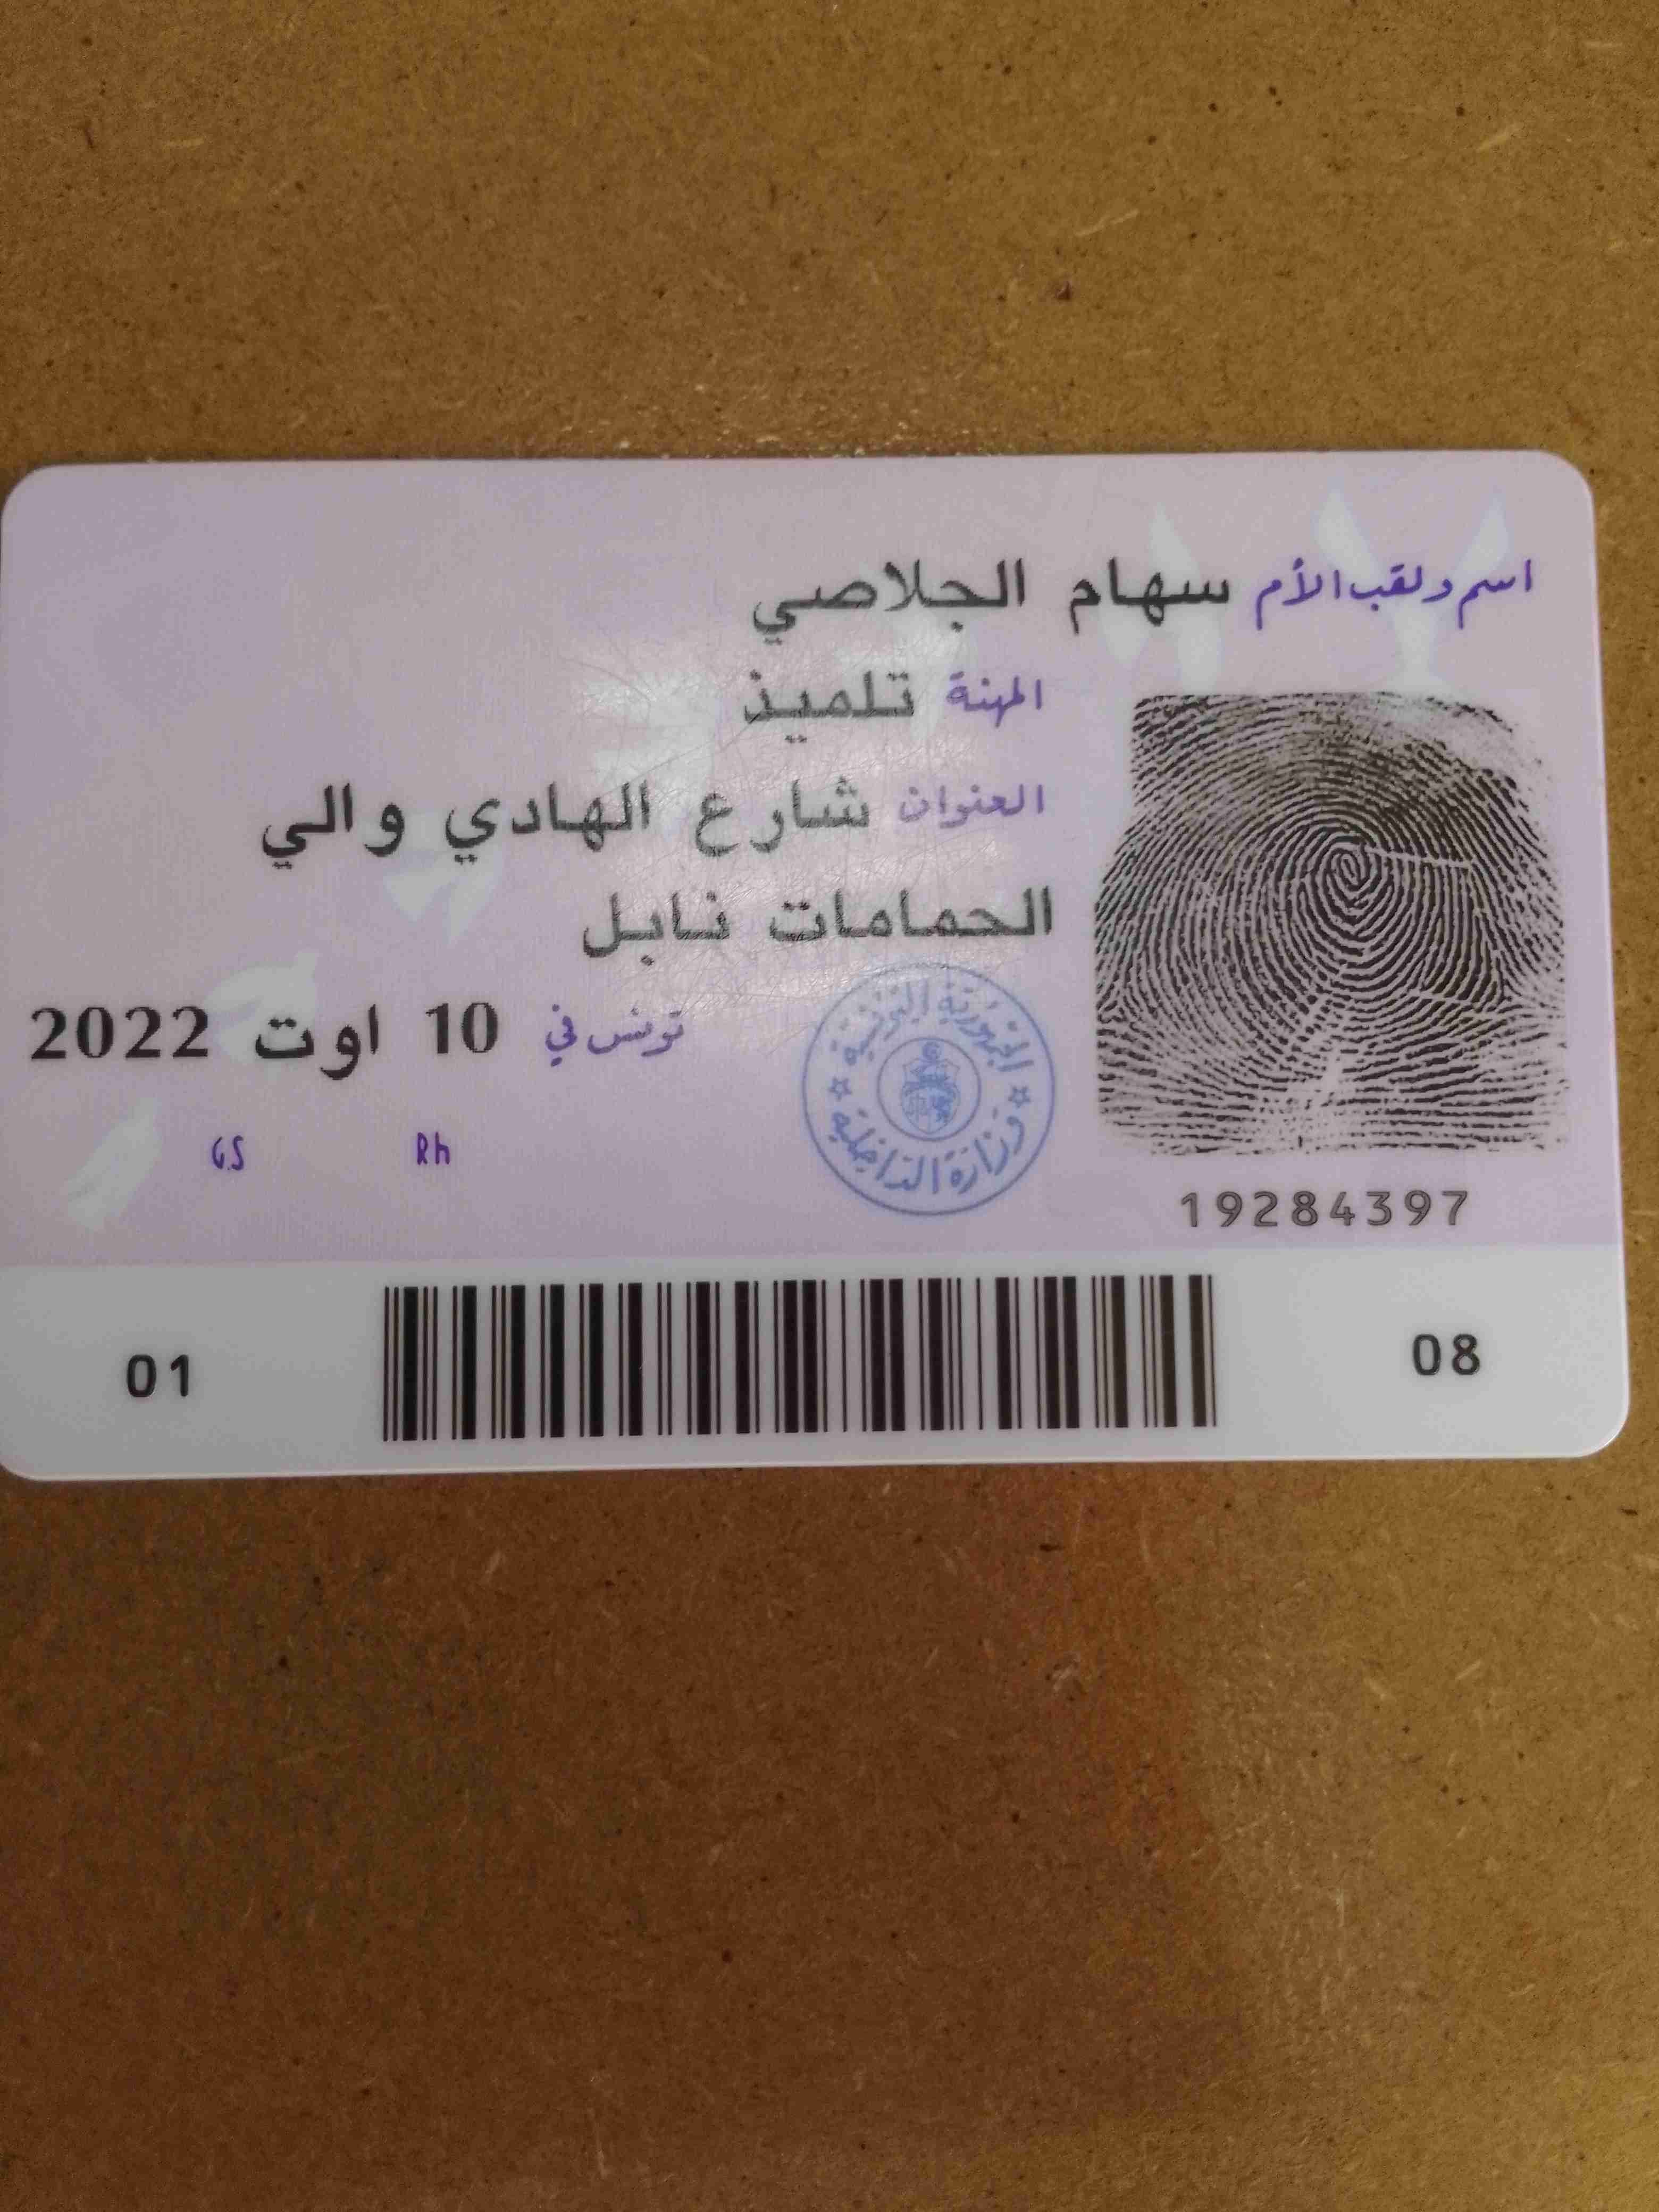 اسم ولقب الأم سهام الجلاصي
المهنة تلميذ
العنوان شارع الهادي والي
الحمامات نابل
تونس في 10 اوت 2022
الجمهورية التونسية
وزارة الداخلية
Rh GS
19284397
01 08